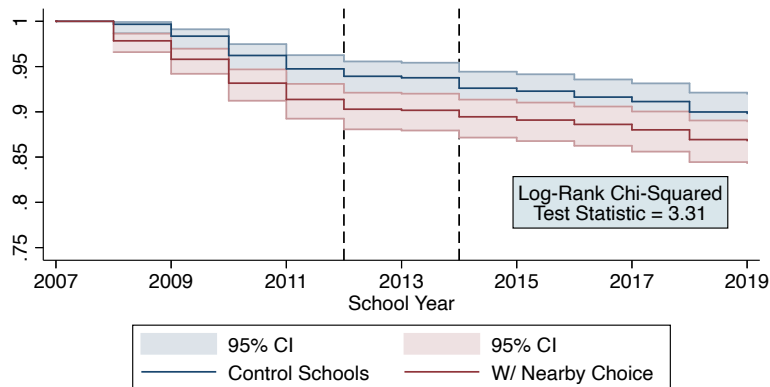 1
.95
.9
.85
.8
.75
Log-Rank Chi-Squared
Test Statistic = 3.31
2007 2009 2011 2013 2015 2017 2019
School Year
95% CI 95% CI
Control Schools W/ Nearby Choice